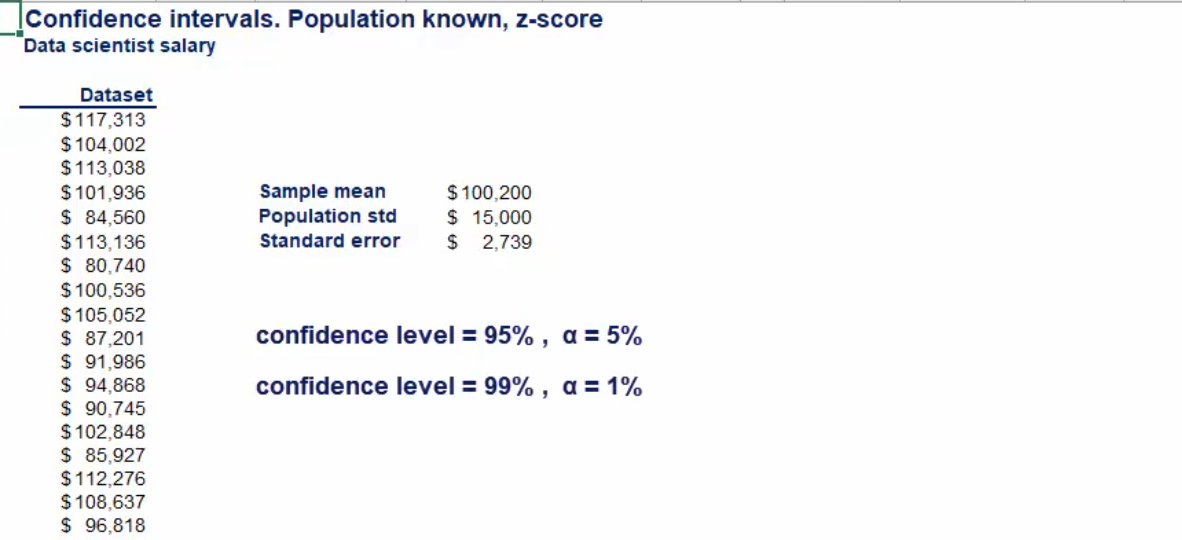 Confidence intervals. Population known, z-score
Data scientist salary
Dataset
$117,313
$104,002
$113,038
$101,936
$ 84,560
$113,136
$ 80,740
$100,536
$105,052
$ 87,201
$ 91,986
$ 94,868
$ 90,745
$102,848
$ 85,927
$112,276
$108,637
$ 96,818
Sample mean $100,200
Population std $ 15,000
Standard error $ 2,739
confidence level = 95% , α = 5%
confidence level = 99% , α = 1%